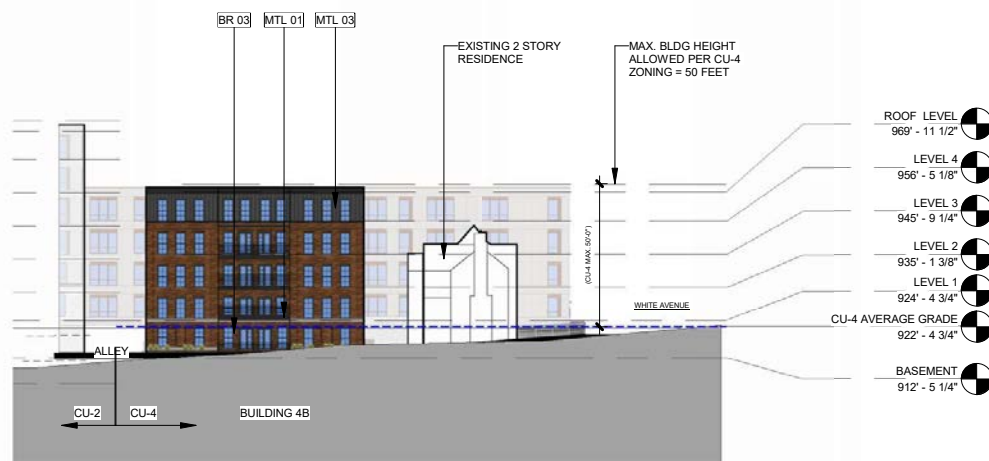 BR 03
MTL 01
MTL 03
EXISTING 2 STORY
RESIDENCE
MAX. BLDG HEIGHT
ALLOWED PER CU-4
ZONING = 50 FEET
ROOF LEVEL
969' - 11 1/2"
LEVEL 4
956' - 5 1/8"
LEVEL 3
945' - 9 1/4"
LEVEL 2
935' - 1 3/8"
LEVEL 1
924' - 4 3/4"
CU-4 AVERAGE GRADE
922' - 4 3/4"
BASEMENT
912' - 5 1/4"
(CU-4 MAX. 50'-0")
WHITE AVENUE
ALLEY
CU-2
CU-4
BUILDING 4B